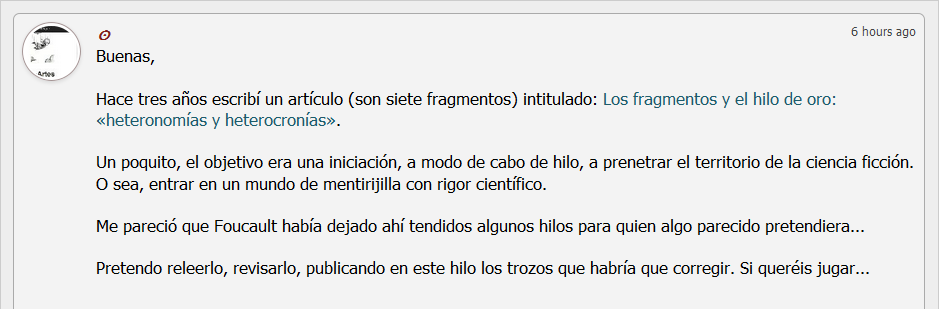 6 hours ago
ʘ
Buenas,
Hace tres años escribí un artículo (son siete fragmentos) intitulado: Los fragmentos y el hilo de oro:
«heteronomías y heterocronías».
Un poquito, el objetivo era una iniciación, a modo de cabo de hilo, a prenetrar el territorio de la ciencia ficción.
O sea, entrar en un mundo de mentirijilla con rigor científico.
Me pareció que Foucault había dejado ahí tendidos algunos hilos para quien algo parecido pretendiera...
Pretendo releerlo, revisarlo, publicando en este hilo los trozos que habría que corregir. Si queréis jugar...
Artes